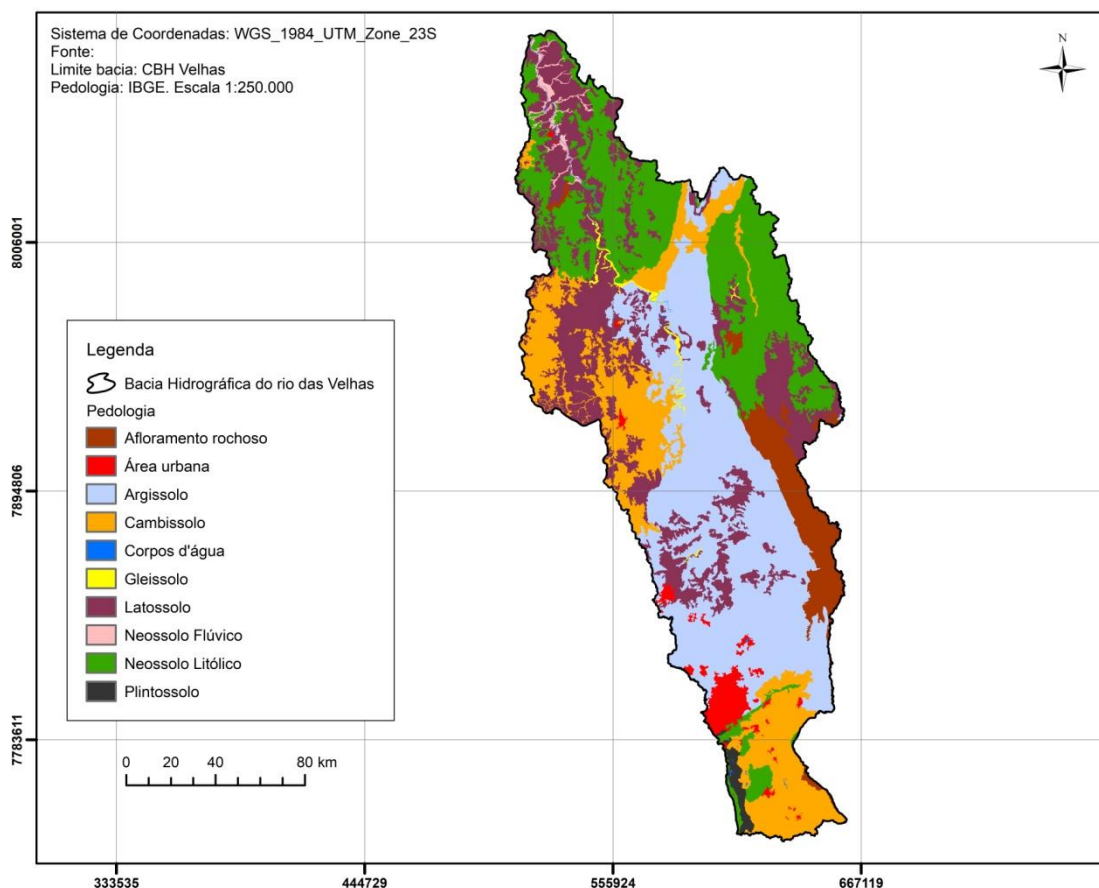 Sistema de Coordenadas: WGS_1984_UTM_Zone_23S
Fonte:
Limite bacia: CBH Velhas
Pedologia: IBGE. Escala 1:250.000
N
8006001
7894806
7783611
Legenda
Bacia Hidrográfica do rio das Velhas
Pedologia
Afloramento rochoso
Área urbana
Argissolo
Cambissolo
Corpos d'água
Gleissolo
Latossolo
Neossolo Flúvico
Neossolo Litólico
Plintossolo
0 20 40 80 km
333535 444729 555924 667119